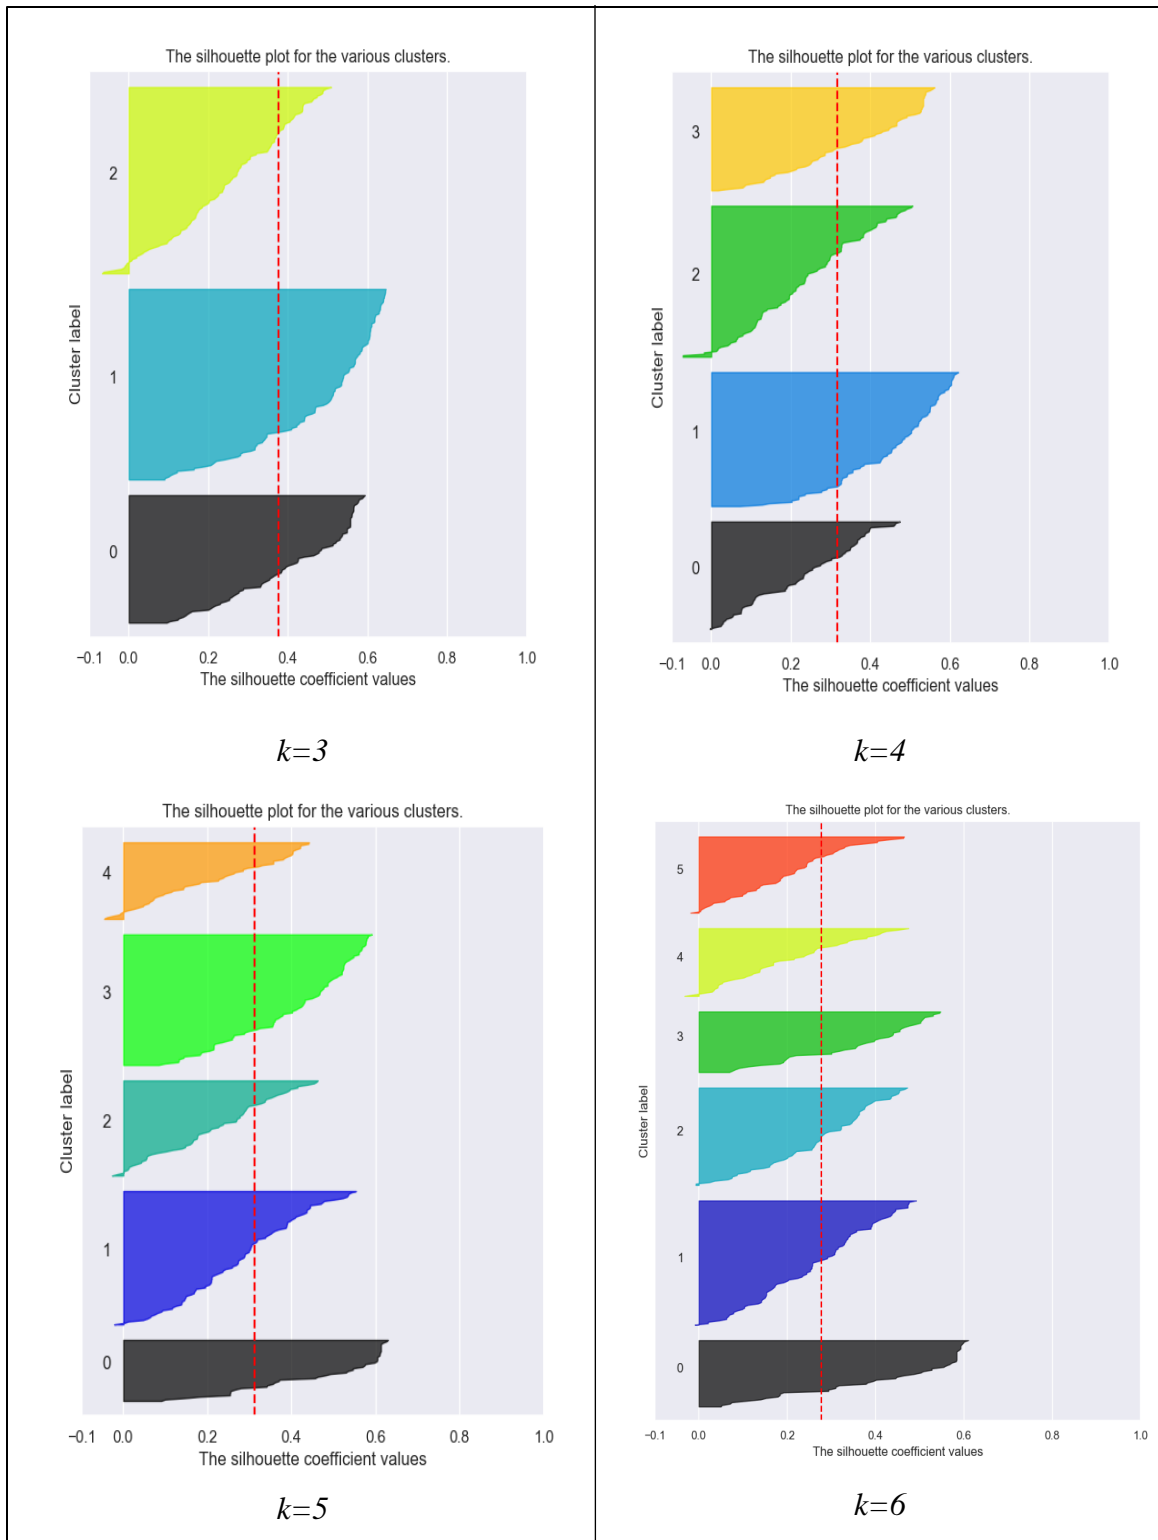 The silhouette plot for the various clusters.
2
1
0
Cluster label
−0.1 0.0 0.2 0.4 0.6 1.0
The silhouette coefficient values
k=3
The silhouette plot for the various clusters.
3
2
1
0
Cluster label
−0.1 0.0 0.2 0.4 0.6 0.8 1.0
The silhouette coefficient values
k=4
The silhouette plot for the various clusters.
4
3
2
1
0
Cluster label
−0.1 0.0 0.2 0.4 0.6 0.8 1.0
The silhouette coefficient values
k=5
The silhouette plot for the various clusters.
5
4
3
2
1
0
Cluster label
−0.1 0.0 0.2 0.4 0.6 0.8 1.0
The silhouette coefficient values
k=6